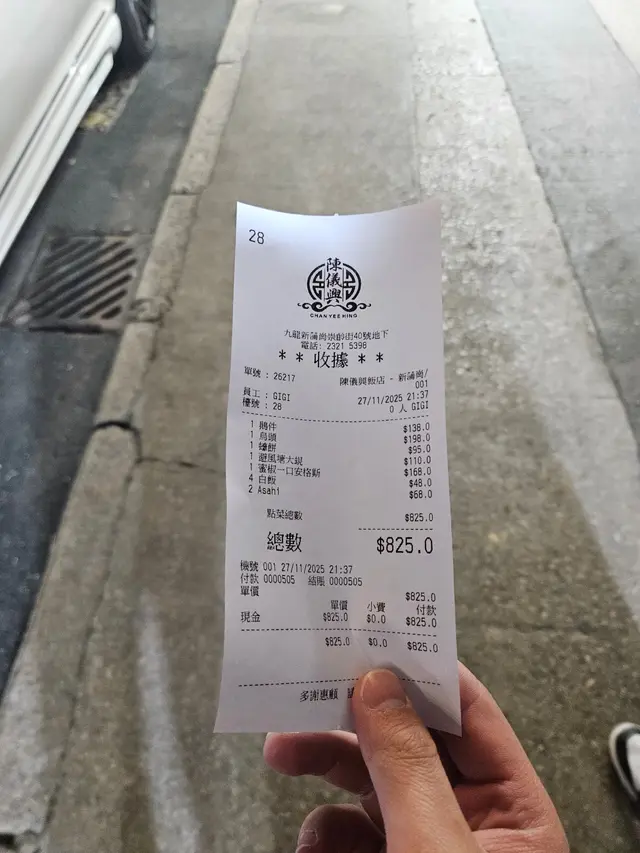 28
陳儀興
CHAN YEE HING
九龍新蒲崗崇齡街40號地下
電話: 2321 5398
** 收據 **
單號 : 26217 陳儀興飯店 - 新蒲崗/
001
員工 : GIGI 27/11/2025 21:37
檯號 : 28 0 人 GIGI
1 鵝件 $138.0
1 烏頭 $198.0
1 蠔餅 $95.0
1 避風塘大蜆 $110.0
1 蜜椒一口安格斯 $168.0
4 白飯 $48.0
2 Asahi $68.0
點菜總數 $825.0
總數 $825.0
機號 001 27/11/2025 21:37
付款 0000505 結賬 0000505
單價 $825.0
單價 小費 付款
現金 $825.0 $0.0 $825.0
$825.0 $0.0 $825.0
多謝惠顧